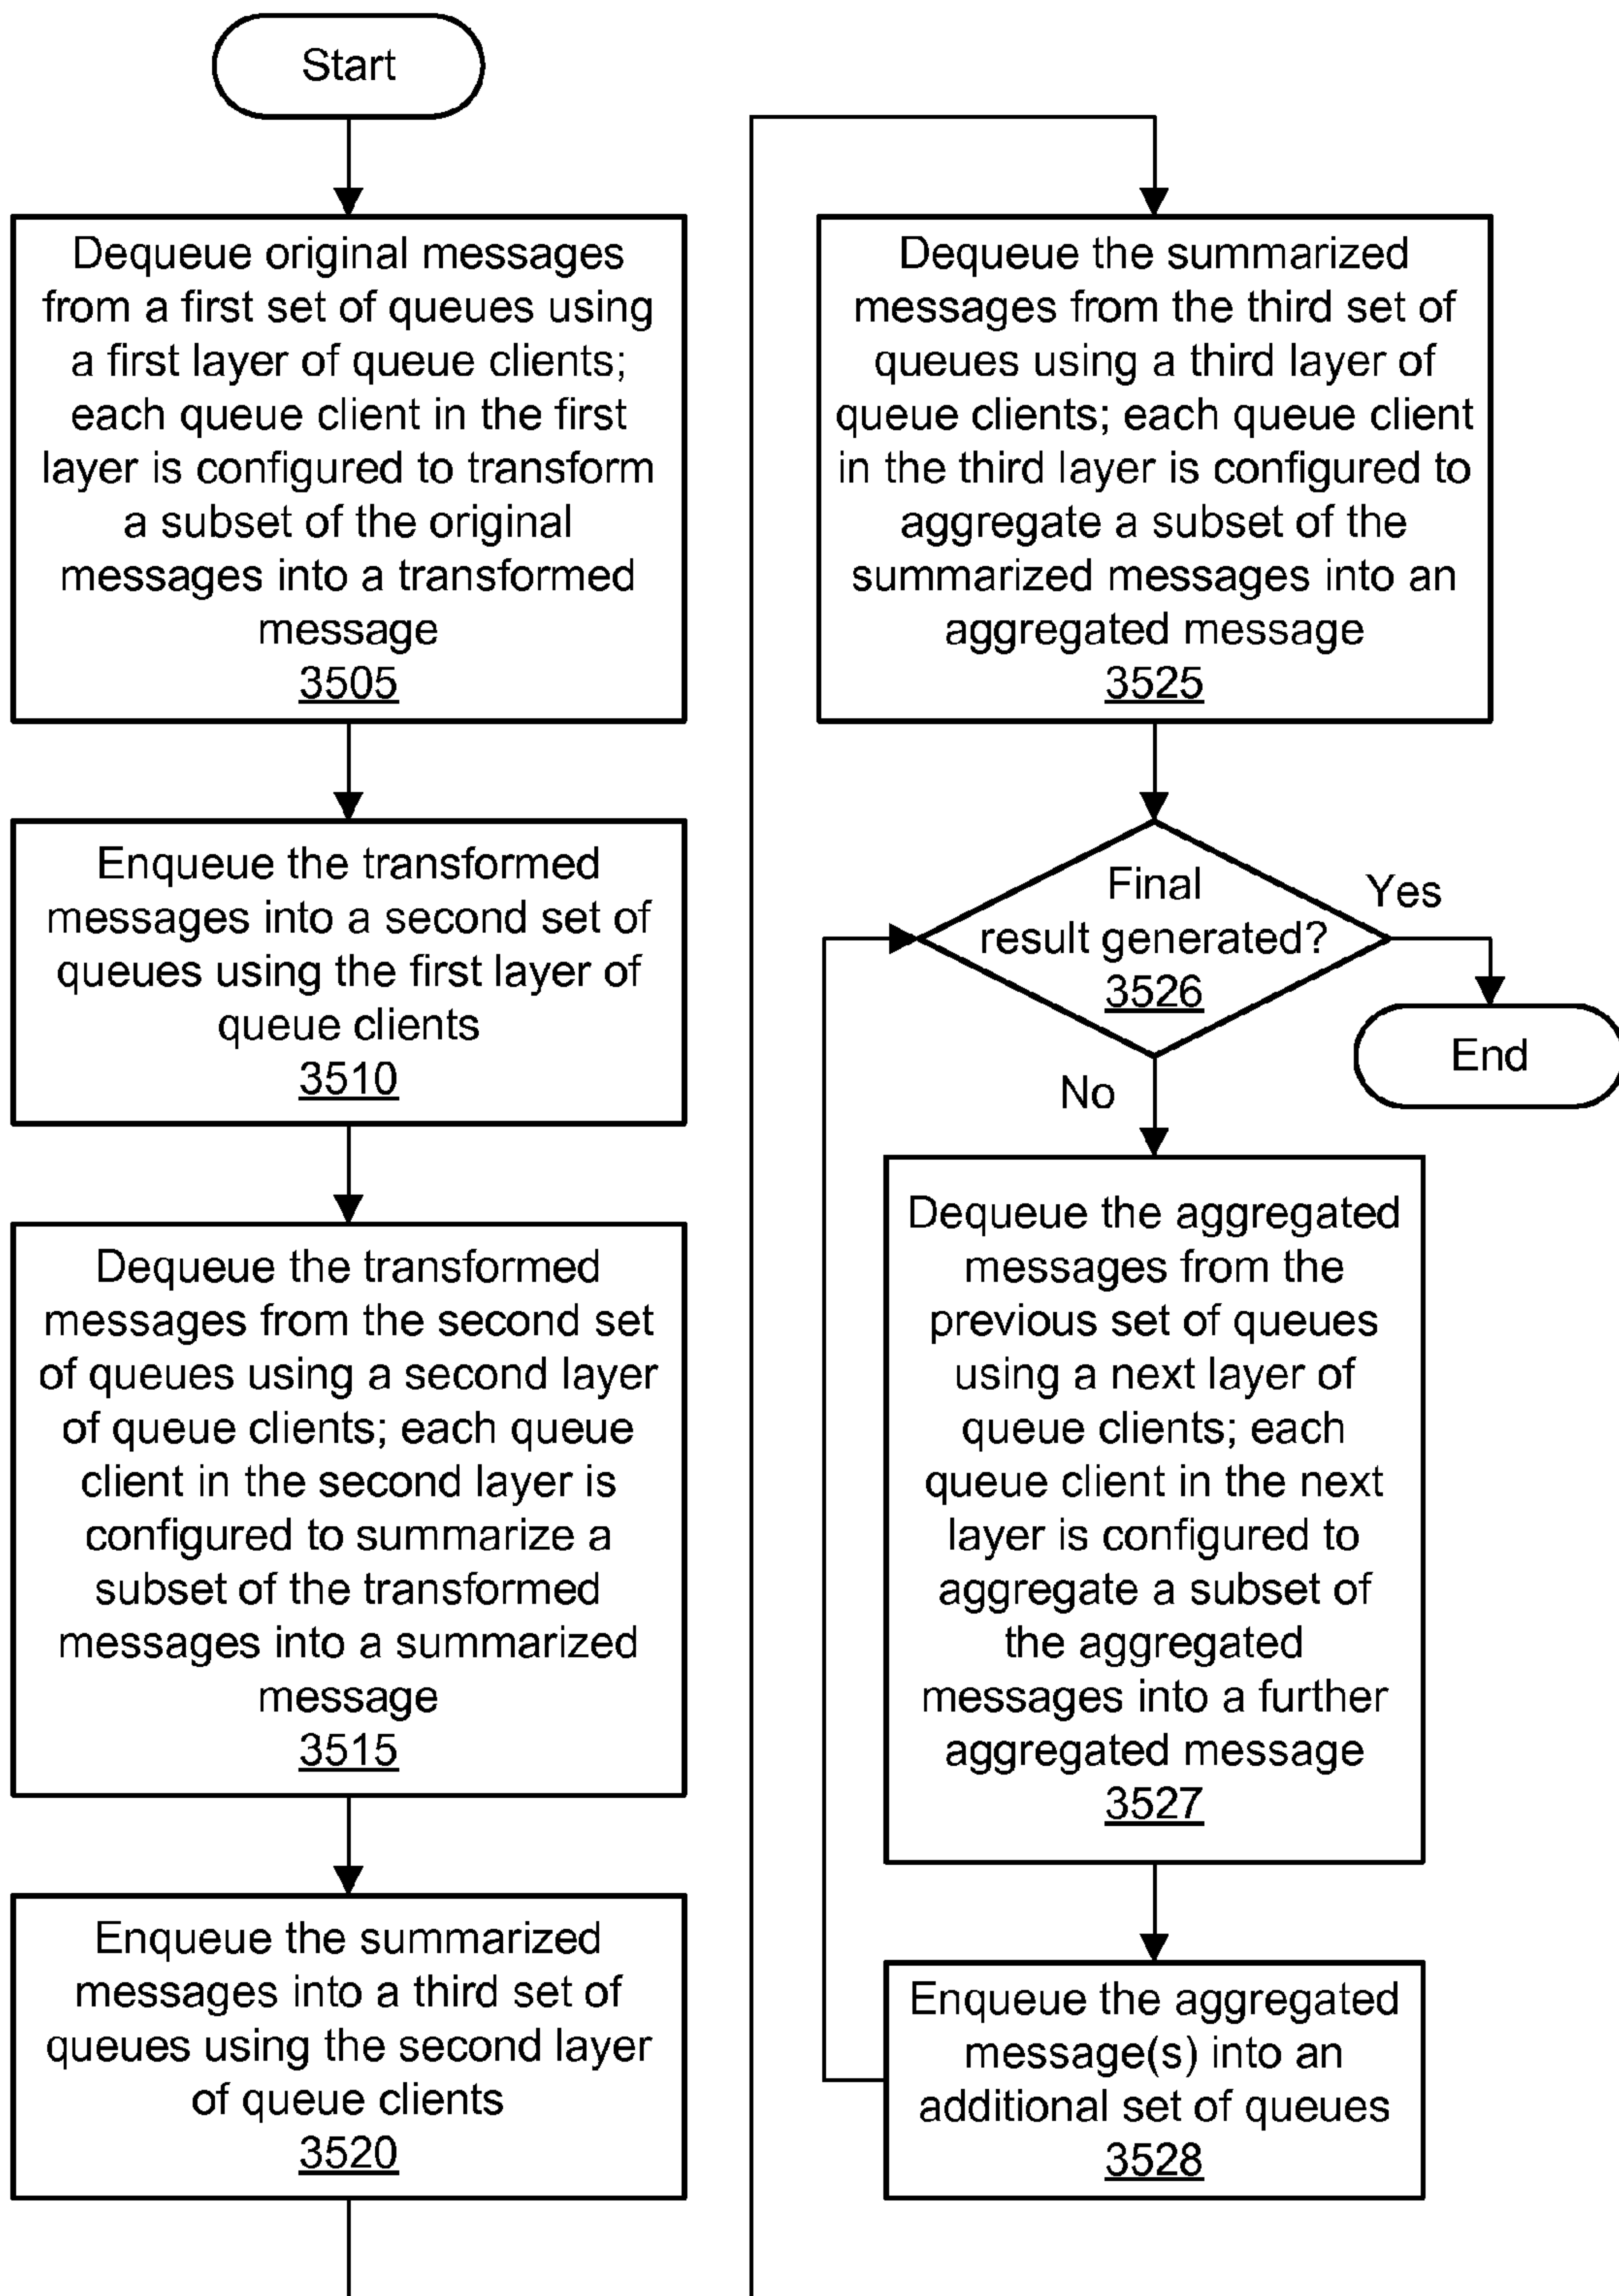 Start
Dequeue original messages
from a first set of queues using
a first layer of queue clients;
each queue client in the first
layer is configured to transform
a subset of the original
messages into a transformed
message
3505
Enqueue the transformed
messages into a second set of
queues using the first layer of
queue clients
3510
Dequeue the transformed
messages from the second set
of queues using a second layer
of queue clients; each queue
client in the second layer is
configured to summarize a
subset of the transformed
messages into a summarized
message
3515
Enqueue the summarized
messages into a third set of
queues using the second layer
of queue clients
3520
Dequeue the summarized
messages from the third set of
queues using a third layer of
queue clients; each queue client
in the third layer is configured to
aggregate a subset of the
summarized messages into an
aggregated message
3525
Final
result generated?
3526
Yes
End
No
Dequeue the aggregated
messages from the
previous set of queues
using a next layer of
queue clients; each
queue client in the next
layer is configured to
aggregate a subset of
the aggregated
messages into a further
aggregated message
3527
Enqueue the aggregated
message(s) into an
additional set of queues
3528